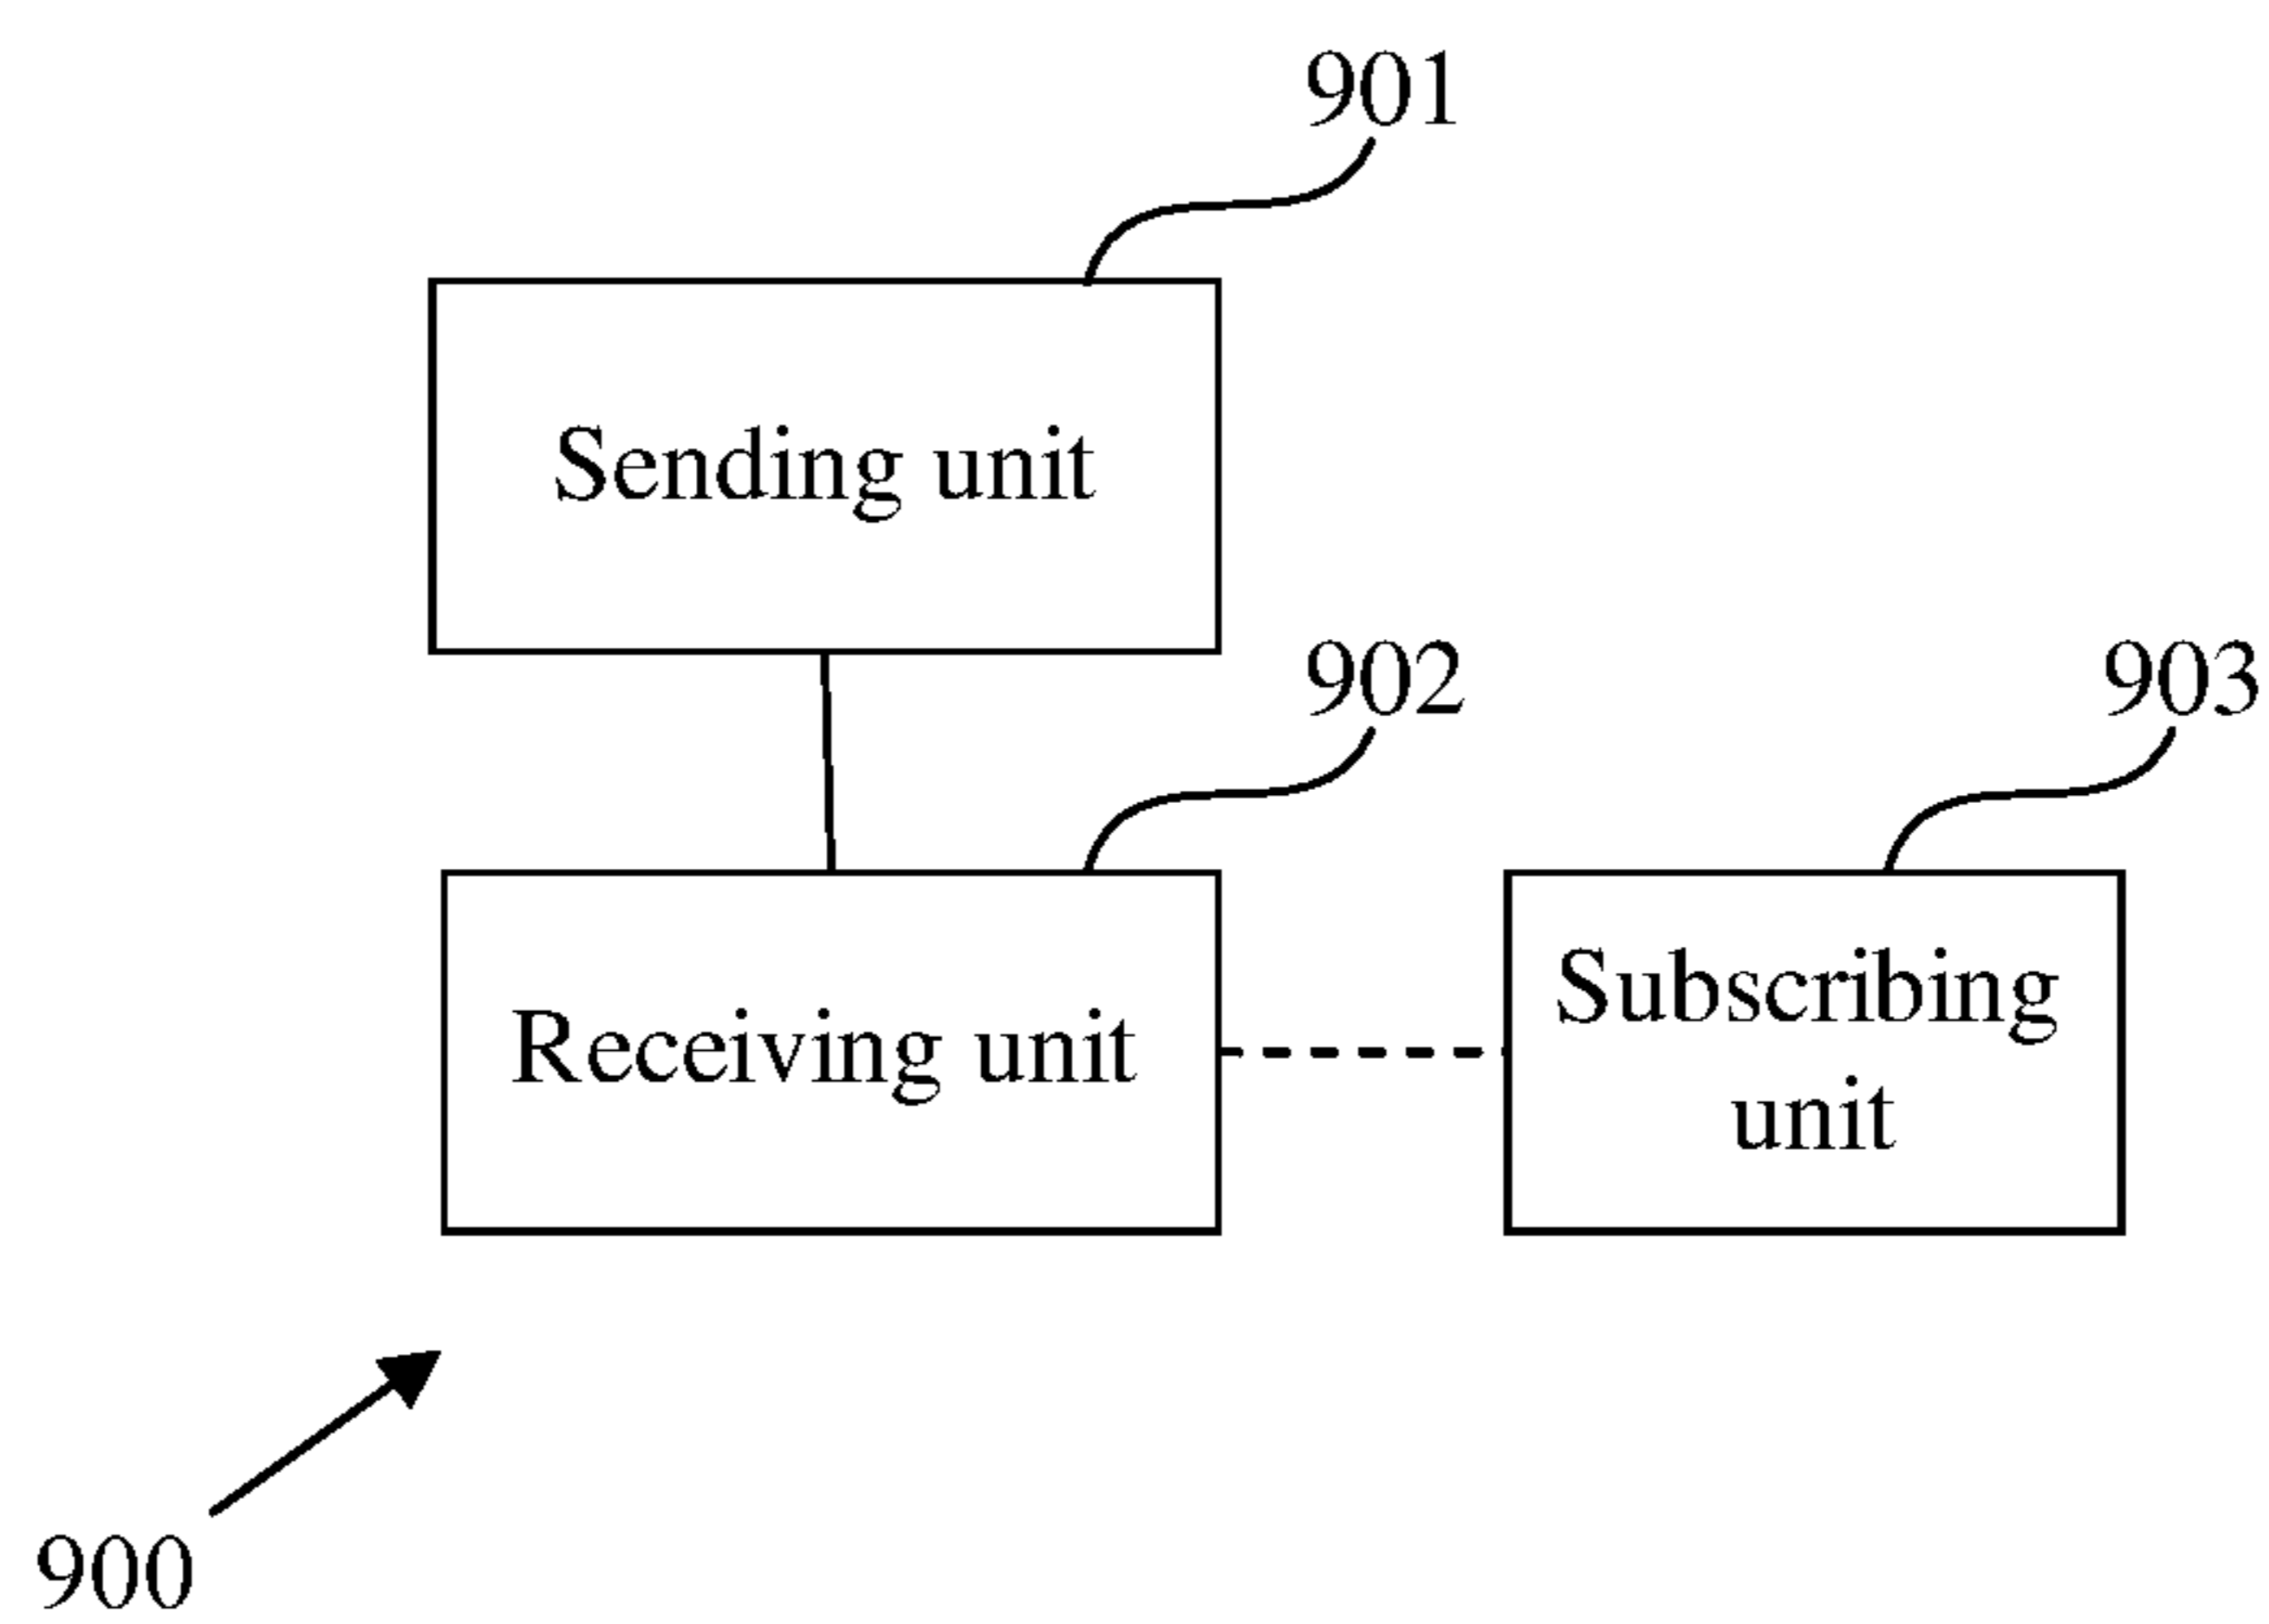 901
Sending unit
902
903
Receiving unit
Subscribing
unit
900